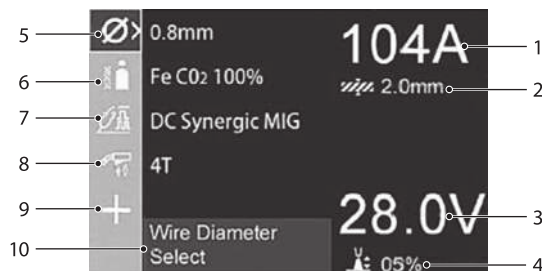 5
0.8mm
104A
1
6
Fe C02 100%
2.0mm
2
7
DC Synergic MIG
8
4T
9
28.0V
3
10
Wire Diameter
Select
V
05%
4